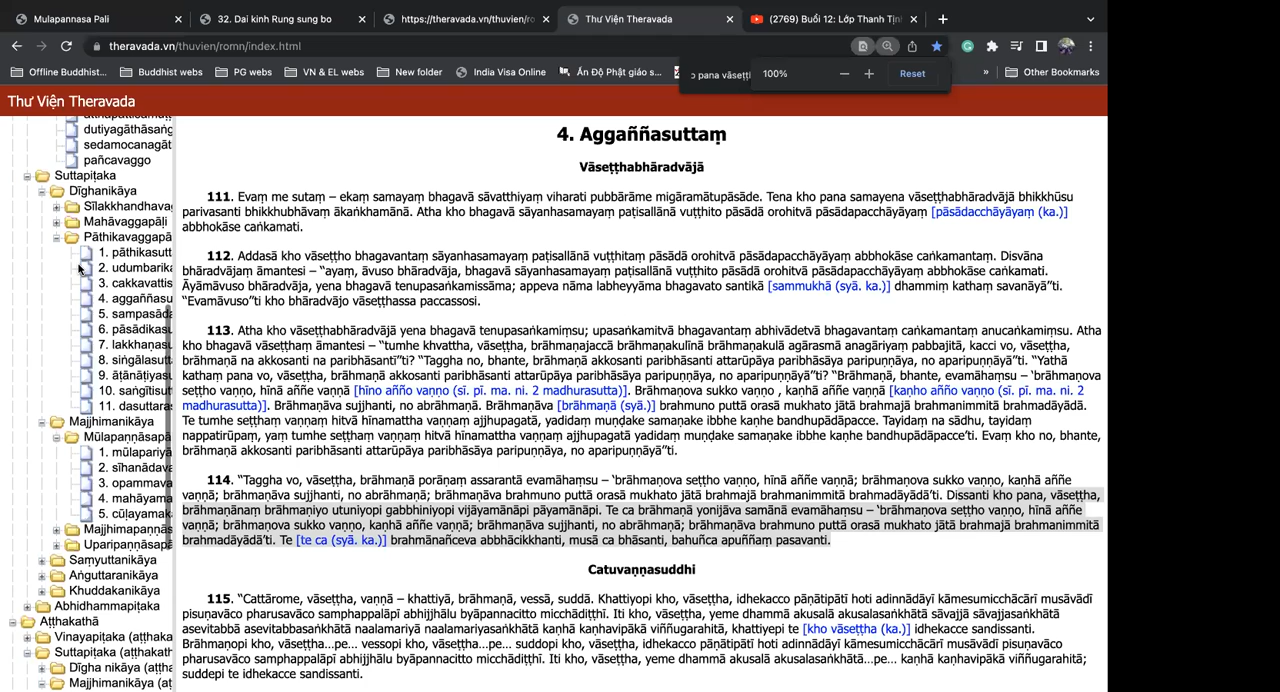 Mulapannasa Pali
32. Dai kinh Rung sung bo
https://theravada.vn/thuvien/ro
Thư Viện Theravada
(2769) Buổi 12: Lớp Thanh Tịnh
theravada.vn/thuvien/romn/index.html
Offline Buddhist...
Buddhist webs
PG webs
VN & EL webs
New folder
India Visa Online
Ấn Độ Phật giáo s...
o pana vāseṭṭ
100%
Reset
»
Other Bookmarks
Thư Viện Theravada
dutiyagāthāsaṅg
sedamocanagāt
pañcavaggo
Suttapiṭaka
Dīghanikāya
Sīlakkhandhava
Mahāvaggapāḷi
Pāthikavaggapā
1. pāthikasutt
2. udumbarika
3. cakkavattis
4. aggaññasu
5. sampasāda
6. pāsādikasu
7. lakkhaṇasu
8. siṅgālasutt
9. āṭānāṭiyasu
10. saṅgītisut
11. dasuttaras
Majjhimanikāya
Mūlapaṇṇāsapā
1. mūlapariyā
2. sīhanādava
3. opammava
4. mahāyama
5. cūḷayamak
Majjhimapaṇṇās
Uparipaṇṇāsapā
Saṃyuttanikāya
Aṅguttaranikāya
Khuddakanikāya
Abhidhammapiṭaka
Aṭṭhakathā
Vinayapiṭaka (aṭṭhak
Suttapiṭaka (aṭṭhaka
Dīgha nikāya (aṭṭh
Majjhimanikāya (aṭ
4. Aggaññasuttaṃ
Vāseṭṭhabhāradvājā
111. Evaṃ me sutaṃ – ekaṃ samayaṃ bhagavā sāvatthiyaṃ viharati pubbārāme migāramātupāsāde. Tena kho pana samayena vāseṭṭhabhāradvājā bhikkhūsu
parivasanti bhikkhubhāvaṃ ākaṅkhamānā. Atha kho bhagavā sāyanhasamayaṃ paṭisallānā vuṭṭhito pāsādā orohitvā pāsādapacchāyāyaṃ [pāsādacchāyāyaṃ (ka.)]
abbhokāse caṅkamati.
112. Addasā kho vāseṭṭho bhagavantaṃ sāyanhasamayaṃ paṭisallānā vuṭṭhitaṃ pāsādā orohitvā pāsādapacchāyāyaṃ abbhokāse caṅkamantaṃ. Disvāna
bhāradvājaṃ āmantesi – “ayaṃ, āvuso bhāradvāja, bhagavā sāyanhasamayaṃ paṭisallānā vuṭṭhito pāsādā orohitvā pāsādapacchāyāyaṃ abbhokāse caṅkamati.
Āyāmāvuso bhāradvāja, yena bhagavā tenupasaṅkamissāma; appeva nāma labheyyāma bhagavato santikā [sammukhā (syā. ka.)] dhammiṃ kathaṃ savanāyā”ti.
“Evamāvuso”ti kho bhāradvājo vāseṭṭhassa paccassosi.
113. Atha kho vāseṭṭhabhāradvājā yena bhagavā tenupasaṅkamiṃsu; upasaṅkamitvā bhagavantaṃ abhivādetvā bhagavantaṃ caṅkamantaṃ anucaṅkamiṃsu. Atha
kho bhagavā vāseṭṭhaṃ āmantesi – “tumhe khvattha, vāseṭṭha, brāhmaṇajaccā brāhmaṇakulīnā brāhmaṇakulā agārasmā anagāriyaṃ pabbajitā, kacci vo, vāseṭṭha,
brāhmaṇā na akkosanti na paribhāsantī”ti? “Taggha no, bhante, brāhmaṇā akkosanti paribhāsanti attarūpāya paribhāsāya paripuṇṇāya, no aparipuṇṇāyā”ti. “Yathā
kathaṃ pana vo, vāseṭṭha, brāhmaṇā akkosanti paribhāsanti attarūpāya paribhāsāya paripuṇṇāya, no aparipuṇṇāyā”ti? “Brāhmaṇā, bhante, evamāhaṃsu – ‘brāhmaṇova
seṭṭho vaṇṇo, hīnā aññe vaṇṇā [hīno añño vaṇṇo (sī. pī. ma. ni. 2 madhurasutta)]. Brāhmaṇova sukko vaṇṇo , kaṇhā aññe vaṇṇā [kaṇho añño vaṇṇo (sī. pī. ma. ni. 2
madhurasutta)]. Brāhmaṇāva sujjhanti, no abrāhmaṇā. Brāhmaṇāva [brāhmaṇā (syā.)] brahmuno puttā orasā mukhato jātā brahmajā brahmanimmitā brahmadāyādā.
Te tumhe seṭṭhaṃ vaṇṇaṃ hitvā hīnamattha vaṇṇaṃ ajjhupagatā, yadidaṃ muṇḍake samaṇake ibbhe kaṇhe bandhupādāpacce. Tayidaṃ na sādhu, tayidaṃ
nappatirūpaṃ, yaṃ tumhe seṭṭhaṃ vaṇṇaṃ hitvā hīnamattha vaṇṇaṃ ajjhupagatā yadidaṃ muṇḍake samaṇake ibbhe kaṇhe bandhupādāpacce’ti. Evaṃ kho no, bhante,
brāhmaṇā akkosanti paribhāsanti attarūpāya paribhāsāya paripuṇṇāya, no aparipuṇṇāyā”ti.
114. “Taggha vo, vāseṭṭha, brāhmaṇā porāṇaṃ assarantā evamāhaṃsu – ‘brāhmaṇova seṭṭho vaṇṇo, hīnā aññe vaṇṇā; brāhmaṇova sukko vaṇṇo, kaṇhā aññe
vaṇṇā; brāhmaṇāva sujjhanti, no abrāhmaṇā; brāhmaṇāva brahmuno puttā orasā mukhato jātā brahmajā brahmanimmitā brahmadāyādā’ti. Dissanti kho pana, vāseṭṭha,
brāhmaṇānaṃ brāhmaṇiyo utuniyopi gabbhiniyopi vijāyamānāpi pāyamānāpi. Te ca brāhmaṇā yonijāva samānā evamāhaṃsu – ‘brāhmaṇova seṭṭho vaṇṇo, hīnā aññe
vaṇṇā; brāhmaṇova sukko vaṇṇo, kaṇhā aññe vaṇṇā; brāhmaṇāva sujjhanti, no abrāhmaṇā; brāhmaṇāva brahmuno puttā orasā mukhato jātā brahmajā brahmanimmitā
brahmadāyādā’ti. Te [te ca (syā. ka.)] brahmānañceva abbhācikkhanti, musā ca bhāsanti, bahuñca apuññaṃ pasavanti.
Catuvaṇṇasuddhi
115. “Cattārome, vāseṭṭha, vaṇṇā – khattiyā, brāhmaṇā, vessā, suddā. Khattiyopi kho, vāseṭṭha, idhekacco pāṇātipātī hoti adinnādāyī kāmesumicchācārī musāvādī
pisuṇavāco pharusavāco samphappalāpī abhijjhālu byāpannacitto micchādiṭṭhī. Iti kho, vāseṭṭha, yeme dhammā akusalā akusalasaṅkhātā sāvajjā sāvajjasaṅkhātā
asevitabbā asevitabbasaṅkhātā naalamariyā naalamariyasaṅkhātā kaṇhā kaṇhavipākā viññugarahitā, khattiyepi te [kho vāseṭṭha (ka.)] idhekacce sandissanti.
Brāhmaṇopi kho, vāseṭṭha…pe… vessopi kho, vāseṭṭha…pe… suddopi kho, vāseṭṭha, idhekacco pāṇātipātī hoti adinnādāyī kāmesumicchācārī musāvādī
pisuṇavāco pharusavāco samphappalāpī abhijjhālu byāpannacitto micchādiṭṭhī. Iti kho, vāseṭṭha, yeme dhammā akusalā akusalasaṅkhātā…pe… kaṇhā kaṇhavipākā viññugarahitā;
suddepi te idhekacce sandissanti.